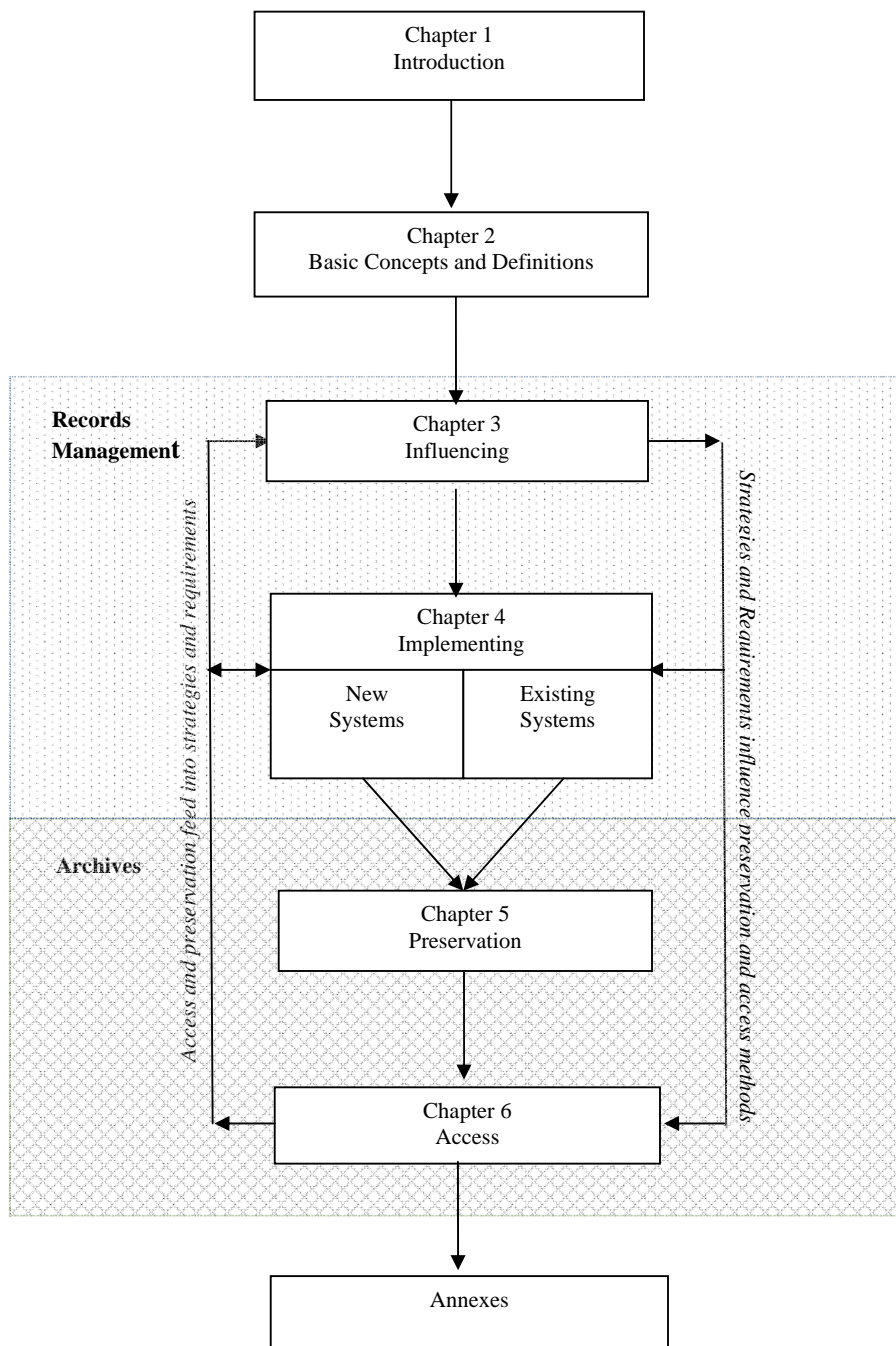 Chapter 1
Introduction
Chapter 2
Basic Concepts and Definitions
Records
Management
Chapter 3
Influencing
Access and preservation feed into strategies and requirements
Strategies and Requirements influence preservation and access methods
Chapter 4
Implementing
New
Systems
Existing
Systems
Archives
Chapter 5
Preservation
Chapter 6
Access
Annexes